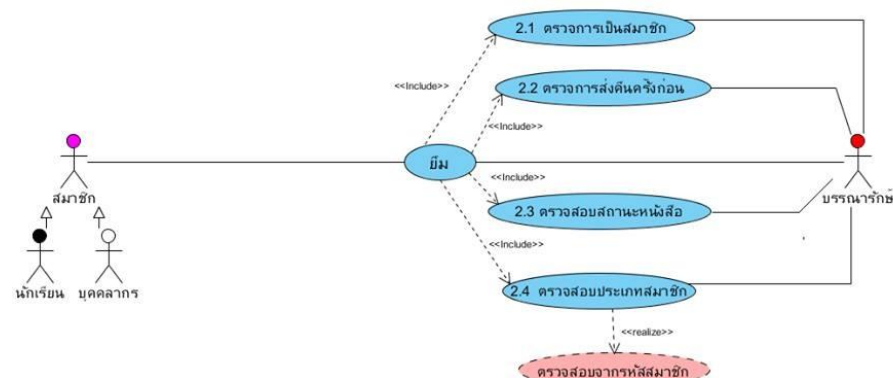 2.1 ตรวจการเป็นสมาชิก
<<Include>>
2.2 ตรวจการส่งคืนครั้งก่อน
<<Include>>
ยืม
สมาชิก
<<Include>>
บรรณารักษ์
2.3 ตรวจสอบสถานะหนังสือ
<<Include>>
นักเรียน
บุคคลากร
2.4 ตรวจสอบประเภทสมาชิก
<<realize>>
ตรวจสอบจากรหัสสมาชิก